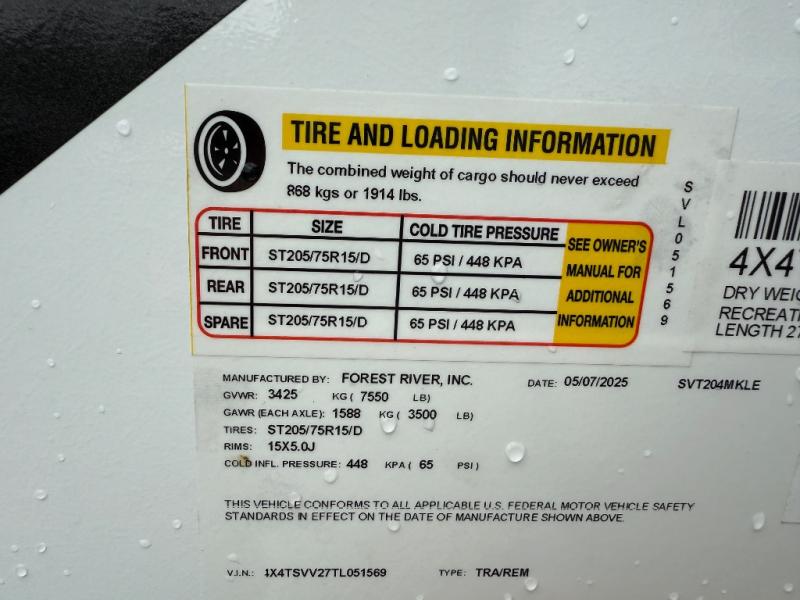 TIRE AND LOADING INFORMATION
The combined weight of cargo should never exceed
868 kgs or 1914 lbs.
TIRE SIZE COLD TIRE PRESSURE SEE OWNER'S MANUAL FOR ADDITIONAL INFORMATION
FRONT ST205/75R15/D 65 PSI / 448 KPA
REAR ST205/75R15/D 65 PSI / 448 KPA
SPARE ST205/75R15/D 65 PSI / 448 KPA
SVL051569
4X4
DRY WEIG
RECREATI
LENGTH 27
MANUFACTURED BY: FOREST RIVER, INC. DATE: 05/07/2025 SVT204MKLE
GVWR: 3425 KG ( 7550 LB)
GAWR (EACH AXLE): 1588 KG ( 3500 LB)
TIRES: ST205/75R15/D
RIMS: 15X5.0J
COLD INFL. PRESSURE: 448 KPA ( 65 PSI )
THIS VEHICLE CONFORMS TO ALL APPLICABLE U.S. FEDERAL MOTOR VEHICLE SAFETY
STANDARDS IN EFFECT ON THE DATE OF MANUFACTURE SHOWN ABOVE.
V.I.N.: 4X4TSVV27TL051569 TYPE: TRA/REM